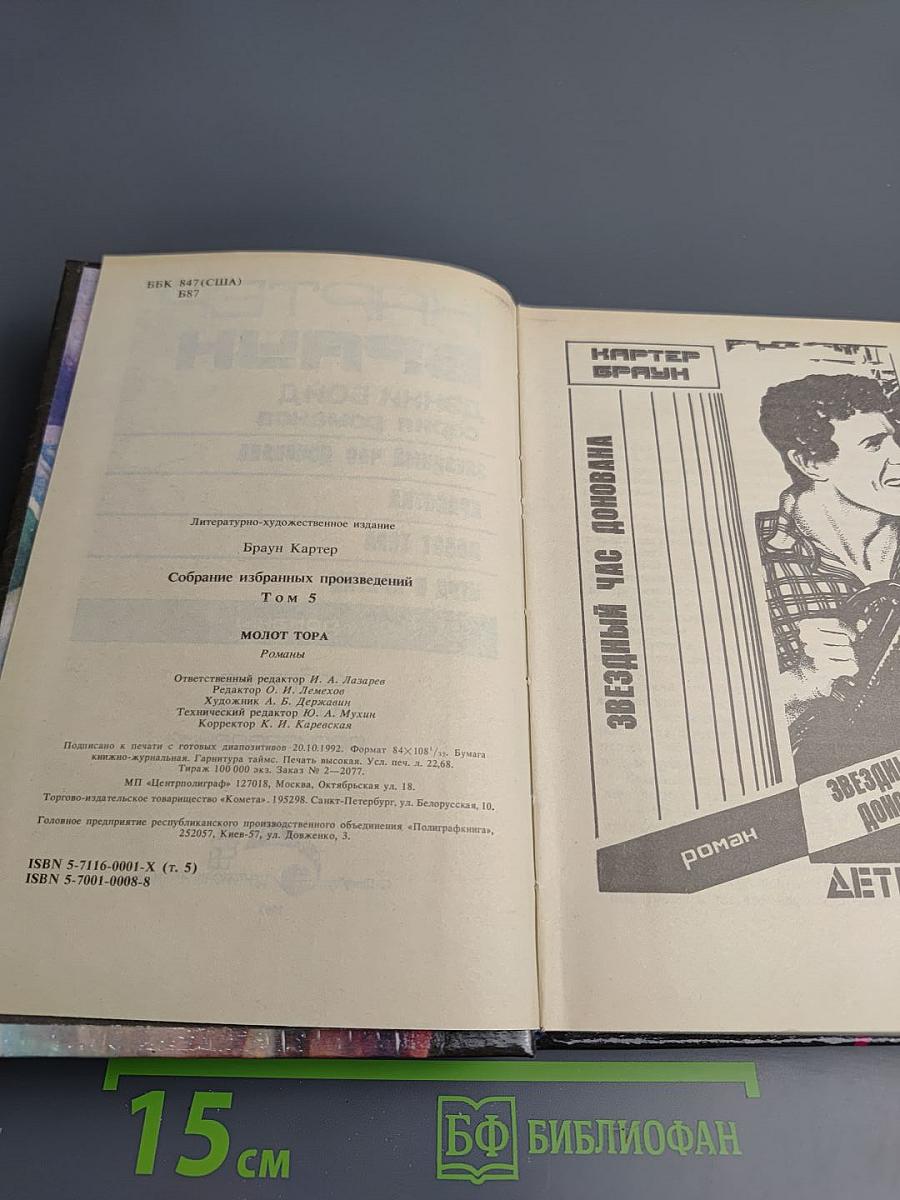 ББК 847(США)
Б87
Литературно-художественное издание
Браун Картер
Собрание избранных произведений
Том 5
МОЛОТ ТОРА
Романы
Ответственный редактор И. А. Лазарев
Редактор О. И. Лемехов
Художник А. Б. Державин
Технический редактор Ю. А. Мухин
Корректор К. И. Каревская
Подписано к печати с готовых диапозитивов 20.10.1992. Формат 84×108¹/₃₂. Бумага
книжно-журнальная. Гарнитура таймс. Печать высокая. Усл. печ. л. 22,68.
Тираж 100 000 экз. Заказ № 2—2077.
МП «Центрполиграф» 127018, Москва, Октябрьская ул. 18.
Торгово-издательское товарищество «Комета». 195298. Санкт-Петербург, ул. Белорусская, 10.
Головное предприятие республиканского производственного объединения «Полиграфкнига»,
252057, Киев-57, ул. Довженко, 3.
ISBN 5-7116-0001-X (т. 5)
ISBN 5-7001-0008-8
КАРТЕР
БРАУН
ЗВЕЗДНЫЙ ЧАС ДОНОВАНА
роман
ЗВЕЗДНЫ
ДОНО
ДЕТЕ
15 см
БФ БИБЛИОФАН